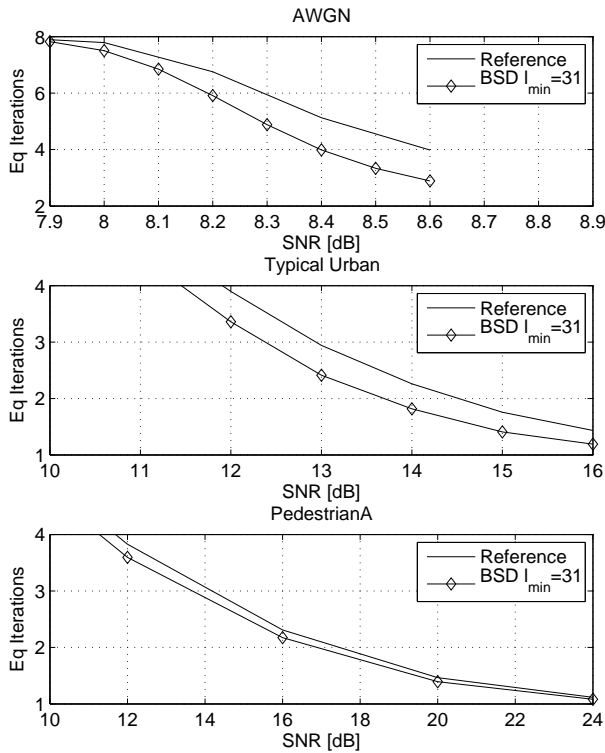 AWGN
8
6
4
2
Eq Iterations
Reference
BSD l_min=31
7.9 8 8.1 8.2 8.3 8.4 8.5 8.6 8.7 8.8 8.9
SNR [dB]
Typical Urban
4
3
2
1
Eq Iterations
Reference
BSD l_min=31
10 11 12 13 14 15 16
SNR [dB]
PedestrianA
4
3
2
1
Eq Iterations
Reference
BSD l_min=31
10 12 14 16 18 20 22 24
SNR [dB]